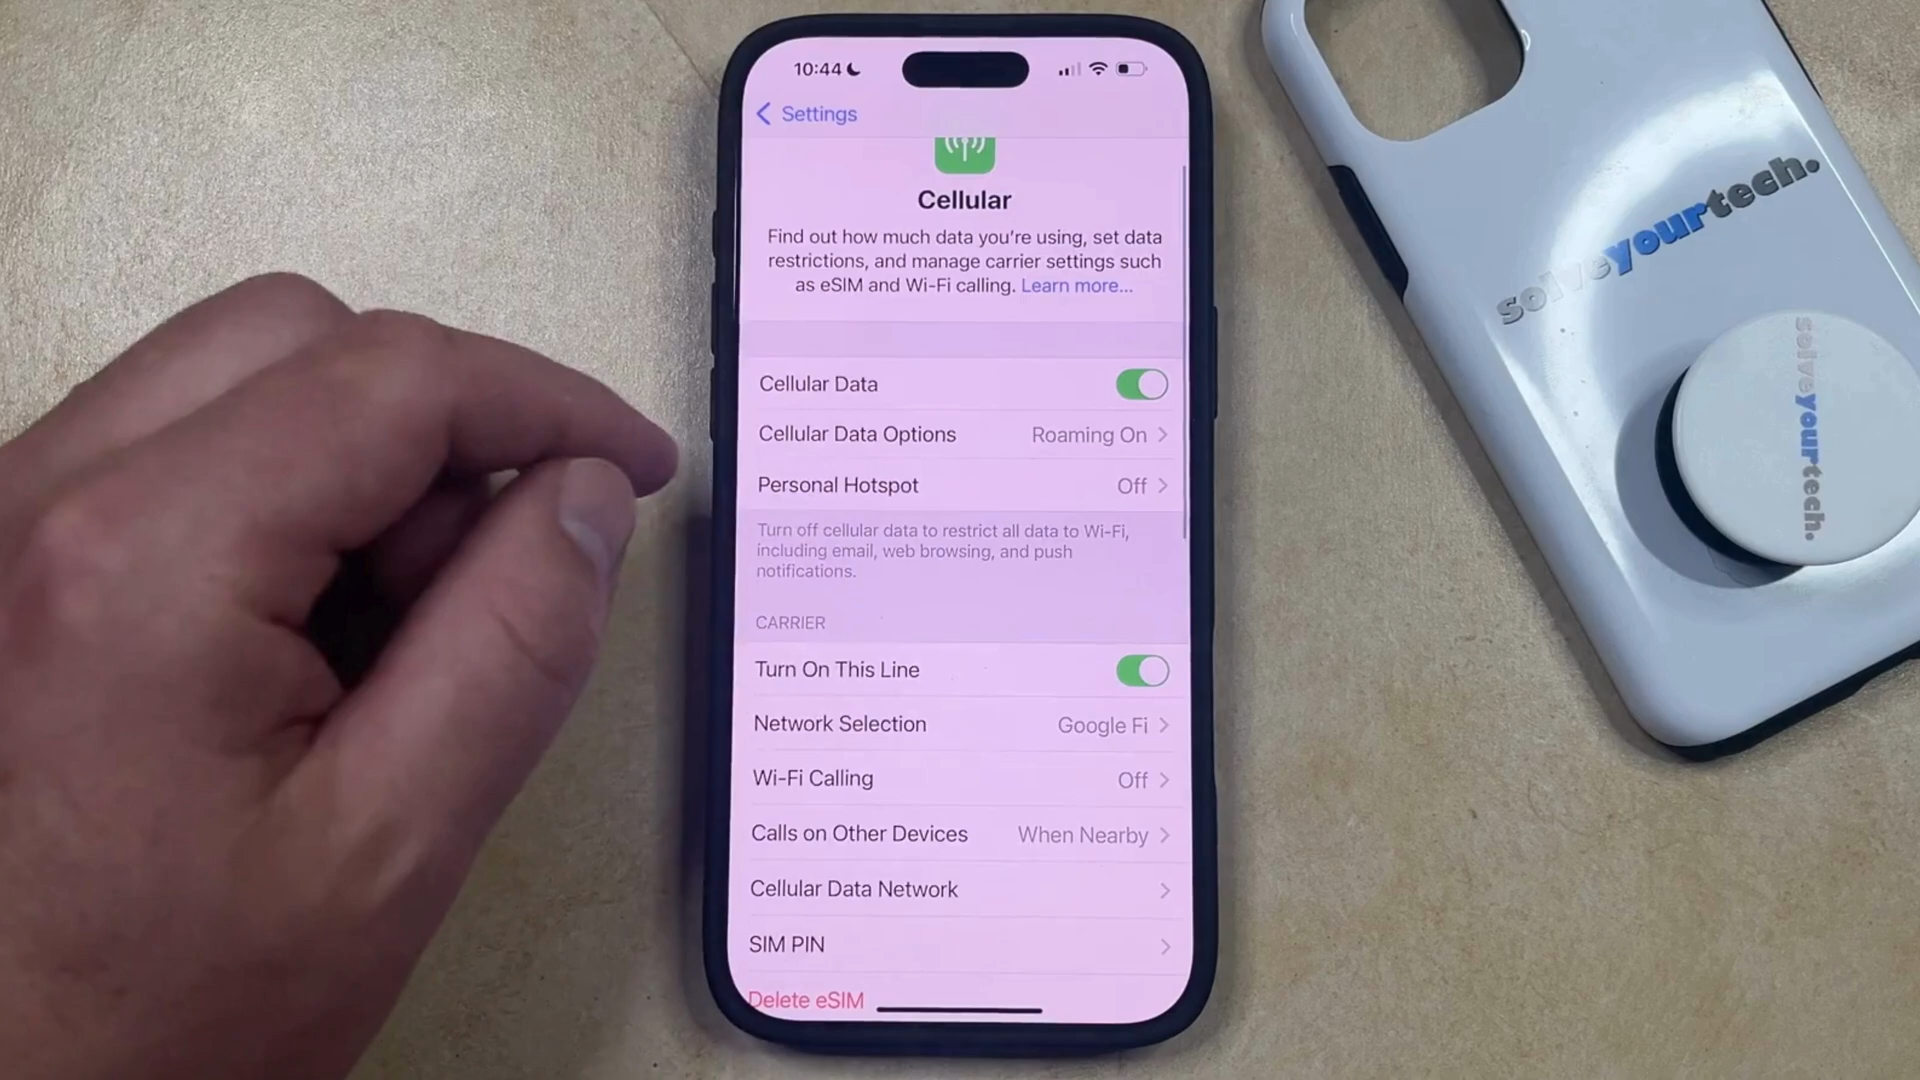 10:44
Settings
Cellular
Find out how much data you're using, set data
restrictions, and manage carrier settings such
as eSIM and Wi-Fi calling. Learn more...
Cellular Data
Cellular Data Options Roaming On
Personal Hotspot Off
Turn off cellular data to restrict all data to Wi-Fi,
including email, web browsing, and push
notifications.
CARRIER
Turn On This Line
Network Selection Google Fi
Wi-Fi Calling Off
Calls on Other Devices When Nearby
Cellular Data Network
SIM PIN
Delete eSIM
solveyourtech.
solveyourtech.